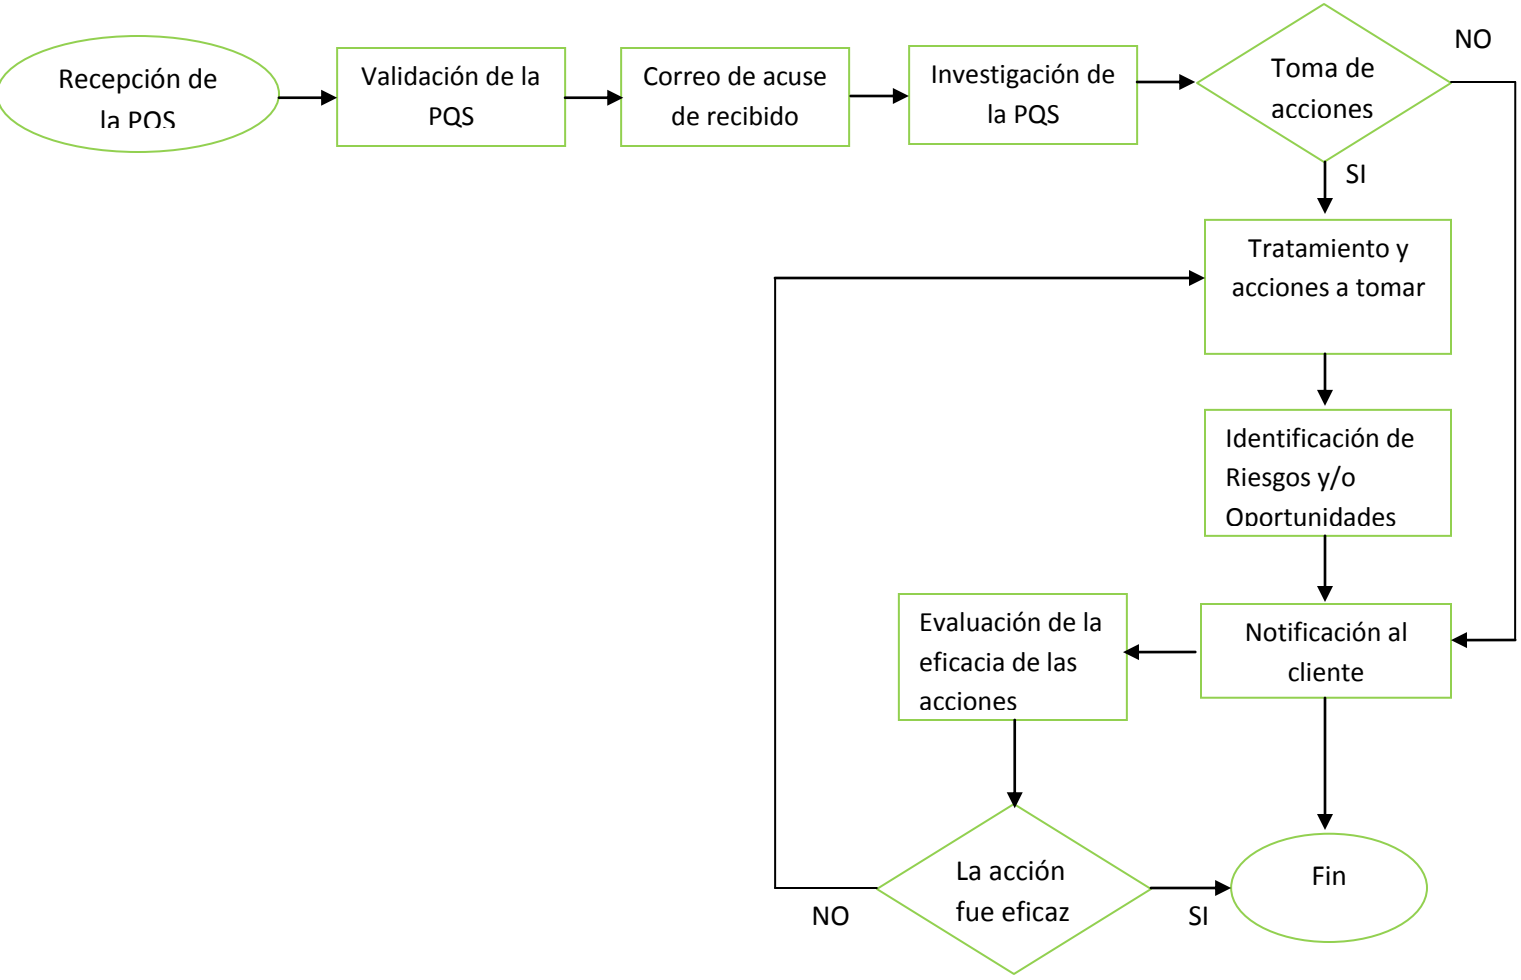 Recepción de
la PQS
Validación de la
PQS
Correo de acuse
de recibido
Investigación de
la PQS
Toma de
acciones
NO
SI
Tratamiento y
acciones a tomar
Identificación de
Riesgos y/o
Oportunidades
Notificación al
cliente
Evaluación de la
eficacia de las
acciones
La acción
fue eficaz
NO
SI
Fin